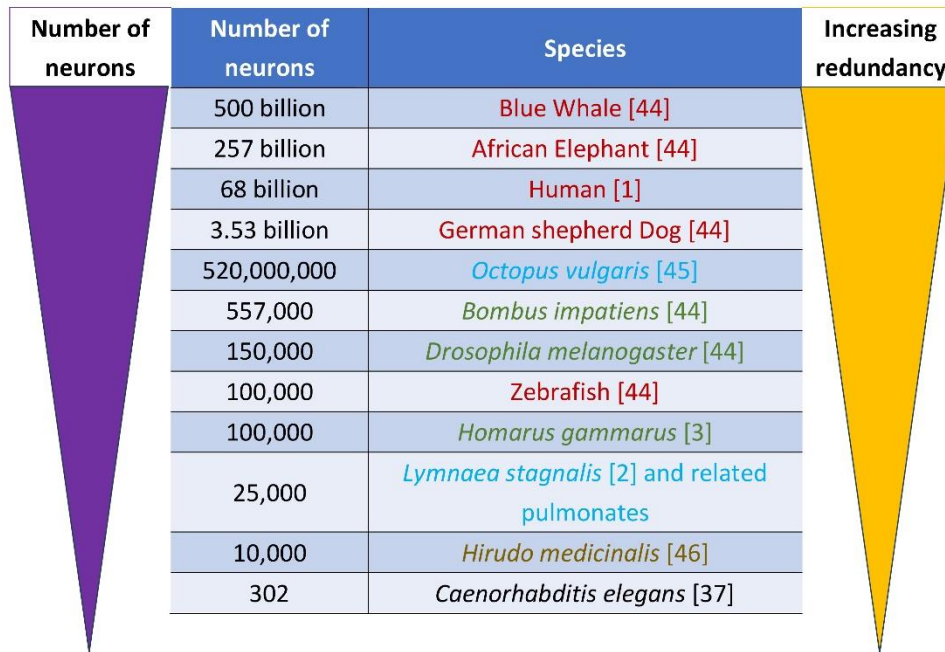 Number of
neurons
Number of
neurons
Species
Increasing
redundancy
500 billion
Blue Whale [44]
257 billion
African Elephant [44]
68 billion
Human [1]
3.53 billion
German shepherd Dog [44]
520,000,000
Octopus vulgaris [45]
557,000
Bombus impatiens [44]
150,000
Drosophila melanogaster [44]
100,000
Zebrafish [44]
100,000
Homarus gammarus [3]
25,000
Lymnaea stagnalis [2] and related
pulmonates
10,000
Hirudo medicinalis [46]
302
Caenorhabditis elegans [37]